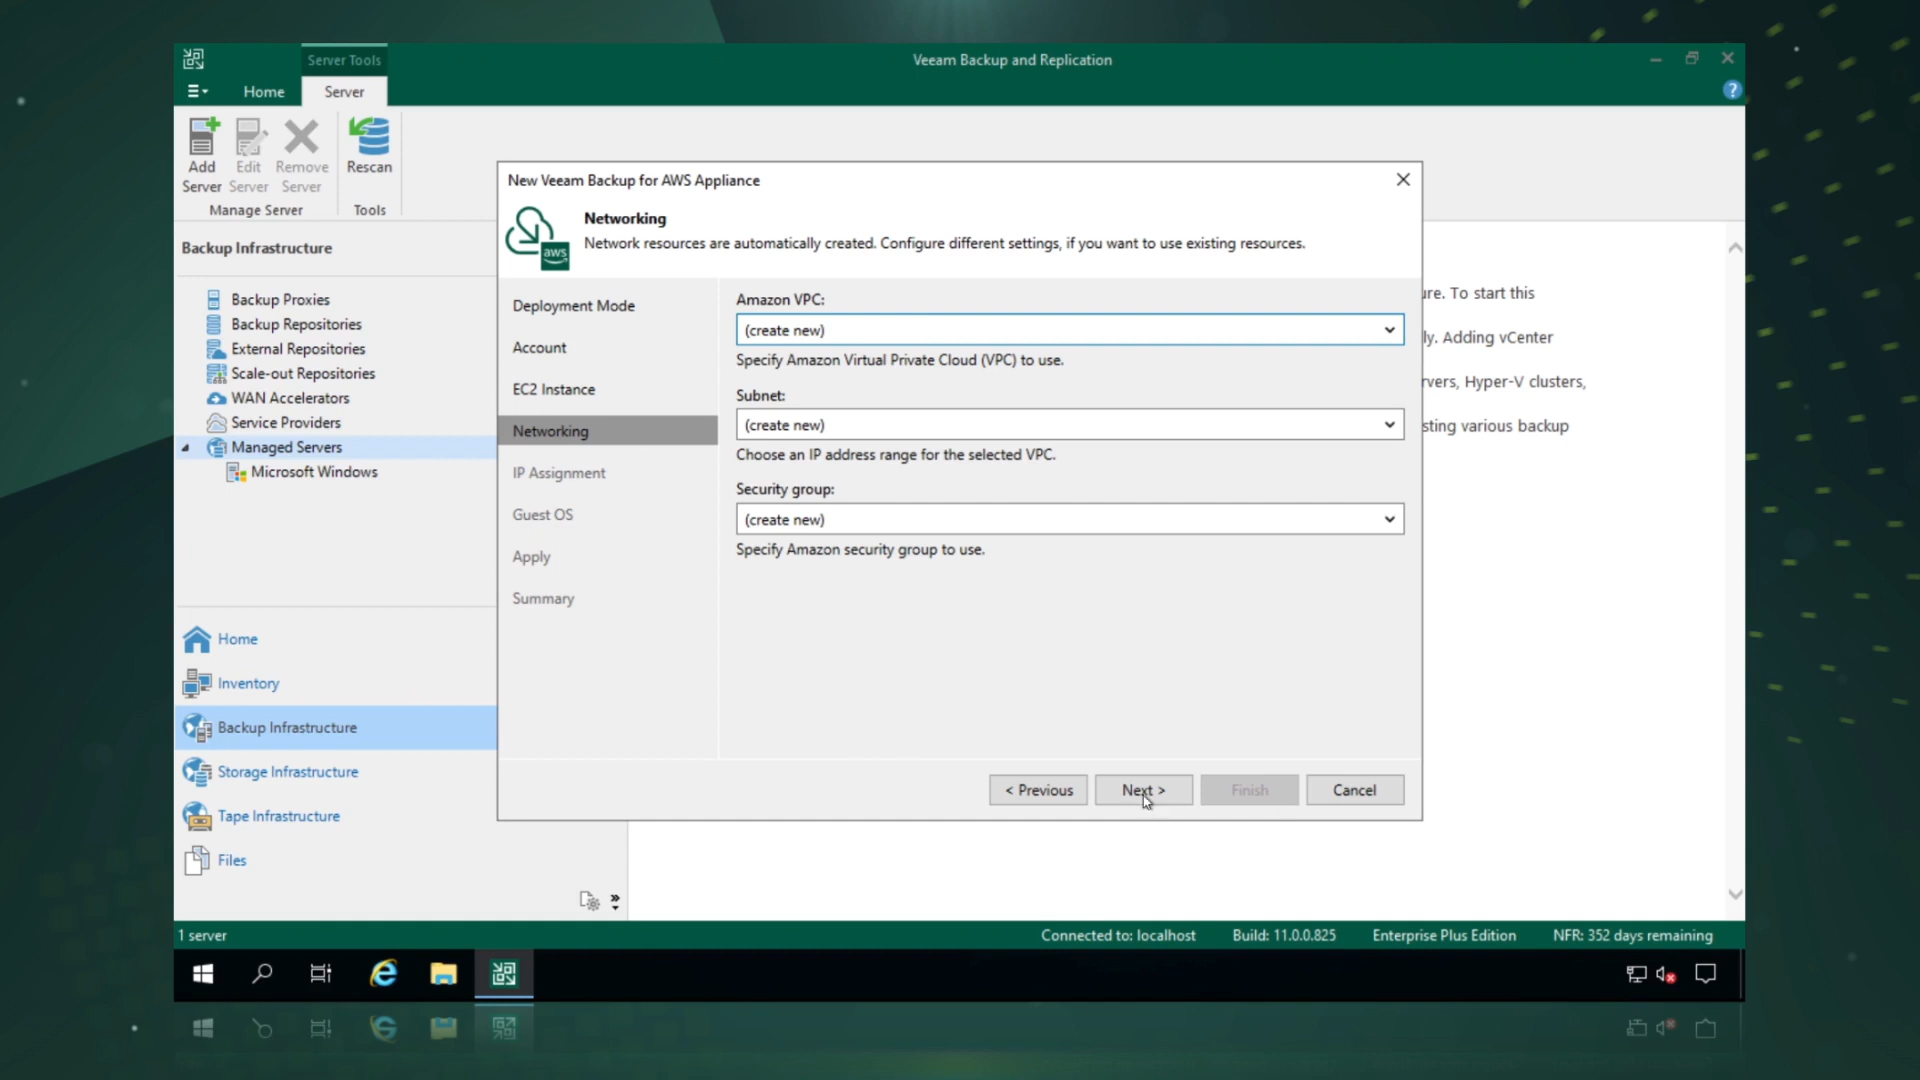 Server Tools
Veeam Backup and Replication
Home
Server
?
Add Server
Edit Server
Remove Server
Rescan
Manage Server
Tools
Backup Infrastructure
Backup Proxies
Backup Repositories
External Repositories
Scale-out Repositories
WAN Accelerators
Service Providers
Managed Servers
Microsoft Windows
Home
Inventory
Backup Infrastructure
Storage Infrastructure
Tape Infrastructure
Files
New Veeam Backup for AWS Appliance
aws
Networking
Network resources are automatically created. Configure different settings, if you want to use existing resources.
Deployment Mode
Account
EC2 Instance
Networking
IP Assignment
Guest OS
Apply
Summary
Amazon VPC:
(create new)
Specify Amazon Virtual Private Cloud (VPC) to use.
Subnet:
(create new)
Choose an IP address range for the selected VPC.
Security group:
(create new)
Specify Amazon security group to use.
< Previous
Next >
Finish
Cancel
ure. To start this
ly. Adding vCenter
rvers, Hyper-V clusters,
sting various backup
1 server
Connected to: localhost
Build: 11.0.0.825
Enterprise Plus Edition
NFR: 352 days remaining